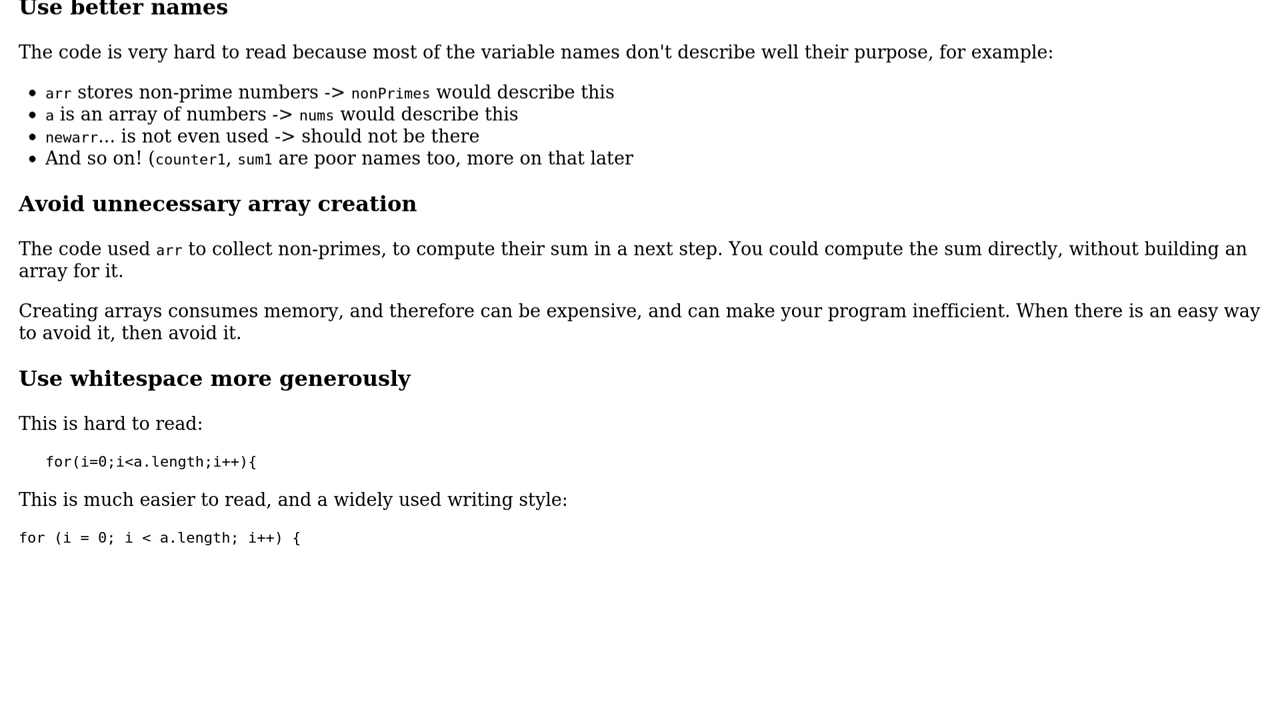 Use better names
The code is very hard to read because most of the variable names don't describe well their purpose, for example:
• arr stores non-prime numbers -> nonPrimes would describe this
• a is an array of numbers -> nums would describe this
• newarr... is not even used -> should not be there
• And so on! (counter1, sum1 are poor names too, more on that later
Avoid unnecessary array creation
The code used arr to collect non-primes, to compute their sum in a next step. You could compute the sum directly, without building an
array for it.
Creating arrays consumes memory, and therefore can be expensive, and can make your program inefficient. When there is an easy way
to avoid it, then avoid it.
Use whitespace more generously
This is hard to read:
for(i=0;i<a.length;i++){
This is much easier to read, and a widely used writing style:
for (i = 0; i < a.length; i++) {